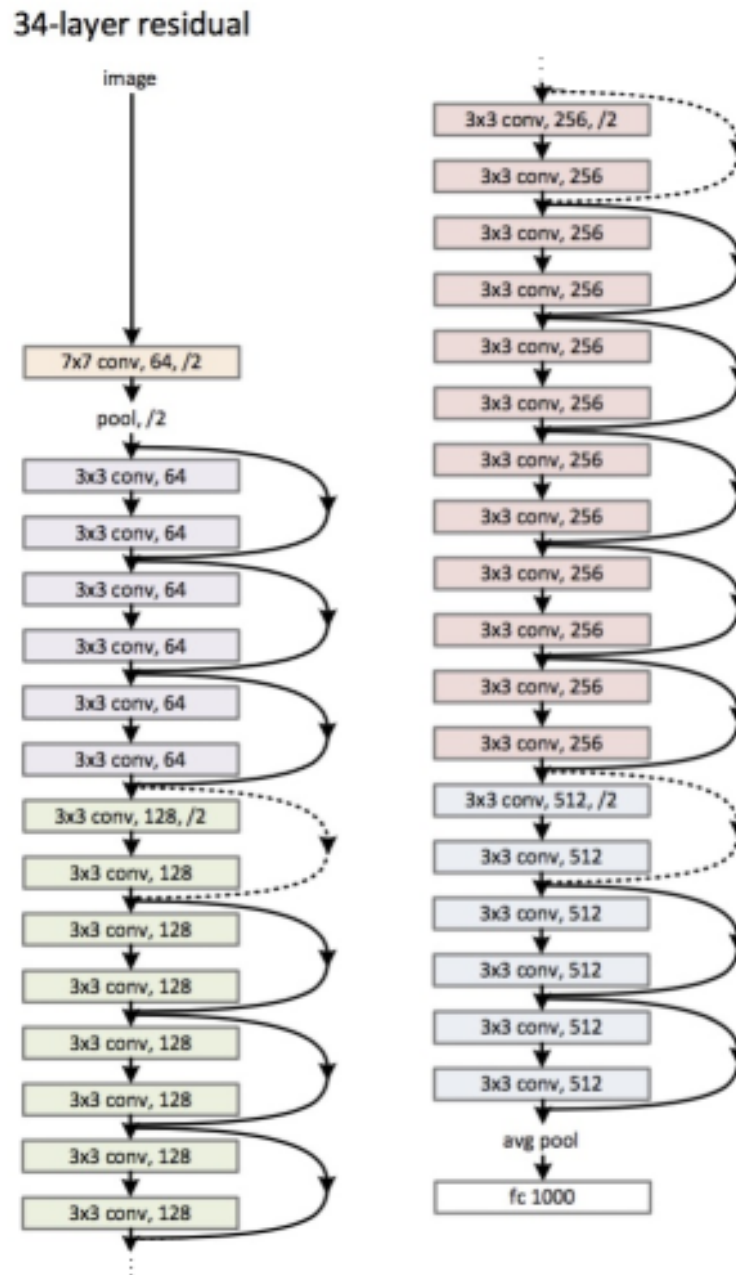 34-layer residual
image
7x7 conv, 64, /2
pool, /2
3x3 conv, 64
3x3 conv, 64
3x3 conv, 64
3x3 conv, 64
3x3 conv, 64
3x3 conv, 64
3x3 conv, 128, /2
3x3 conv, 128
3x3 conv, 128
3x3 conv, 128
3x3 conv, 128
3x3 conv, 128
3x3 conv, 128
3x3 conv, 128
3x3 conv, 256, /2
3x3 conv, 256
3x3 conv, 256
3x3 conv, 256
3x3 conv, 256
3x3 conv, 256
3x3 conv, 256
3x3 conv, 256
3x3 conv, 256
3x3 conv, 256
3x3 conv, 256
3x3 conv, 256
3x3 conv, 512, /2
3x3 conv, 512
3x3 conv, 512
3x3 conv, 512
3x3 conv, 512
3x3 conv, 512
avg pool
fc 1000